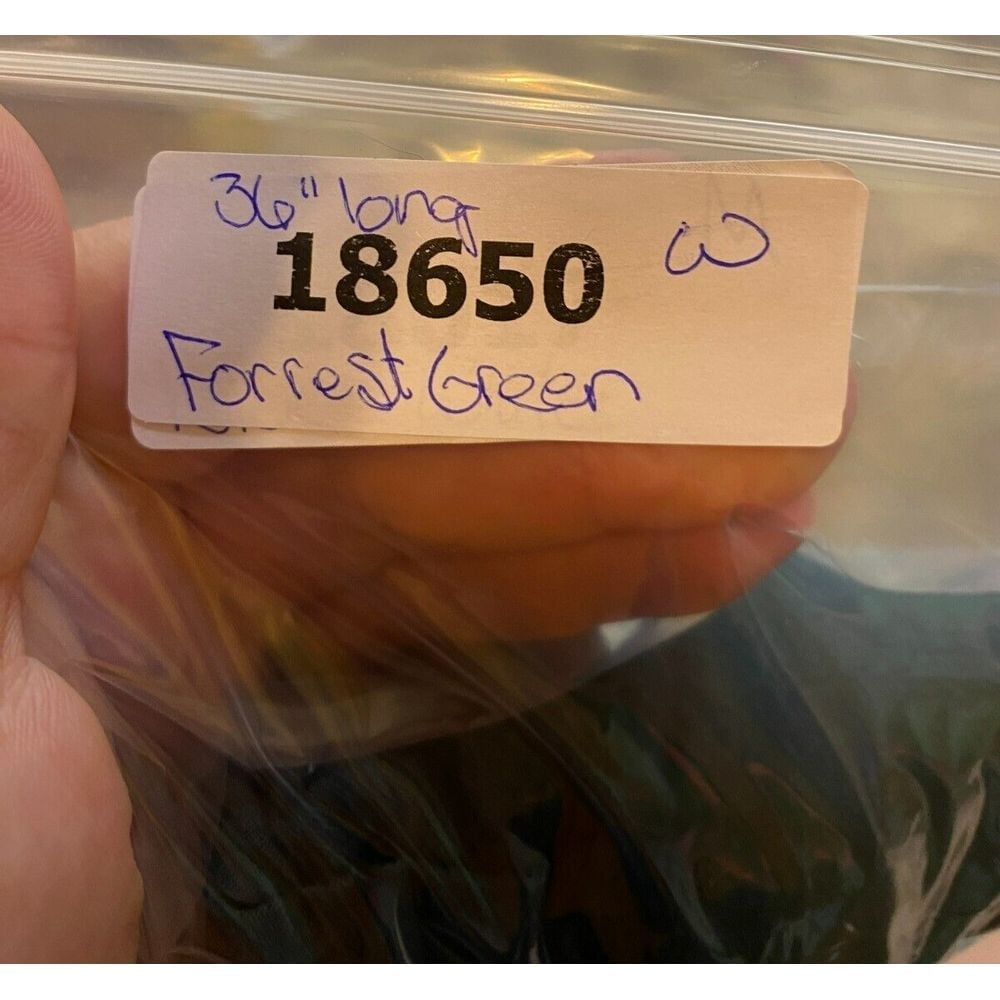 36" long
18650 W
Forrest Green